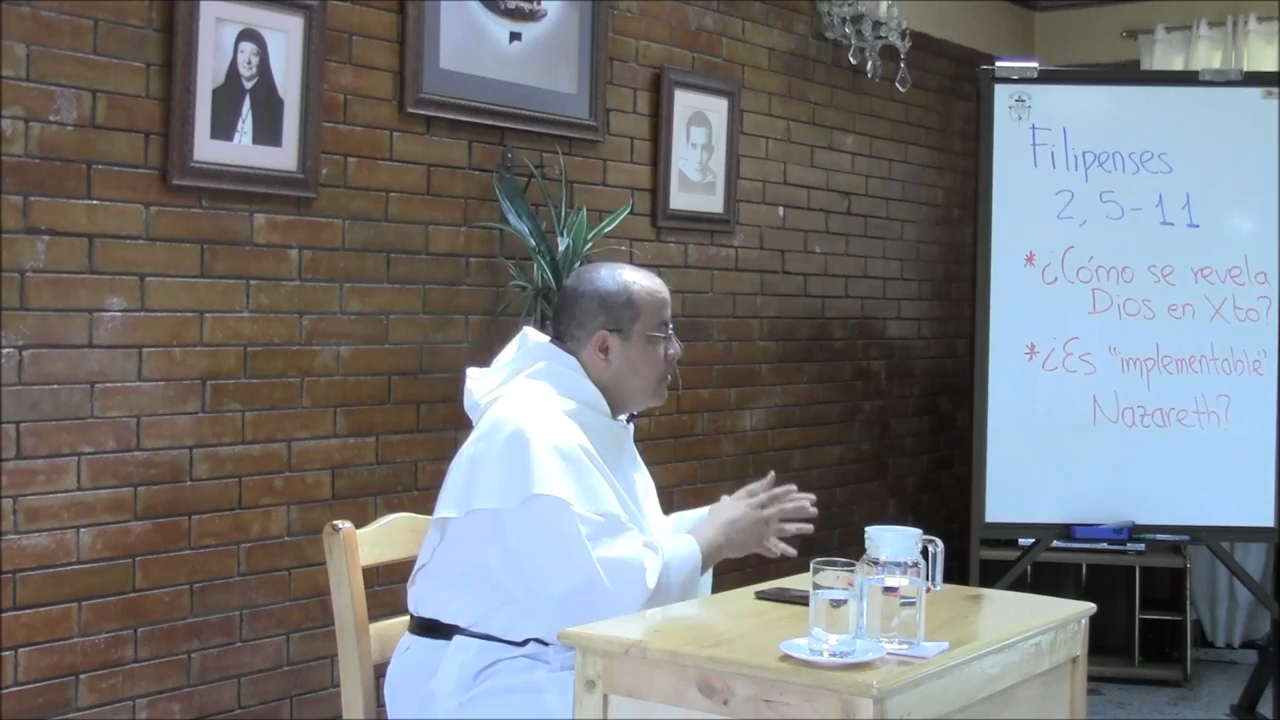 Filipenses
2, 5-11
* ¿Cómo se revela
Dios en Xto?
* ¿Es "implementable"
Nazareth?